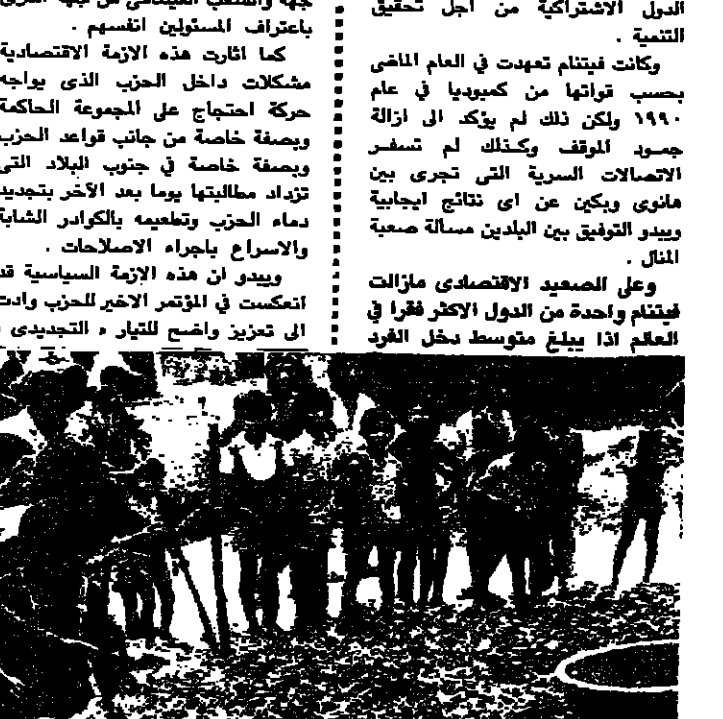 الدول الاشتراكية من اجل تحقيق
التنمية .
وكانت فيتنام تعهدت في العام الماضى
بحسب قواتها من كمبوديا في عام
١٩٩٠ ولكن ذلك لم يؤكد الى ازالة
جمود الموقف وكذلك لم تسفر
الاتصالات السرية التى تجرى بين
هانوى وبكين عن اى نتائج ايجابية
ويبدو التوفيق بين البلدين مسالة صعبة
المنال .
وعلى الصعيد الاقتصادى مازالت
فيتنام واحدة من الدول الاكثر فقرا في
العالم اذا يبلغ متوسط دخل الفرد
جهة والشعب الفيتنامى من جهة اخرى
باعتراف المسئولين انفسهم .
كما اثارت هذه الازمة الاقتصادية
مشكلات داخل الحزب الذى يواجه
حركة احتجاج على المجموعة الحاكمة
وبصفة خاصة من جانب قواعد الحزب
وبصفة خاصة في جنوب البلاد التى
تزداد مطالبتها يوما بعد الآخر بتجديد
دماء الحزب وتطعيمه بالكوادر الشابة
والاسراع باجراء الاصلاحات .
ويبدو ان هذه الازمة السياسية قد
انعكست في المؤتمر الاخير للحزب وادت
الى تعزيز واضح للتيار « التجديدى